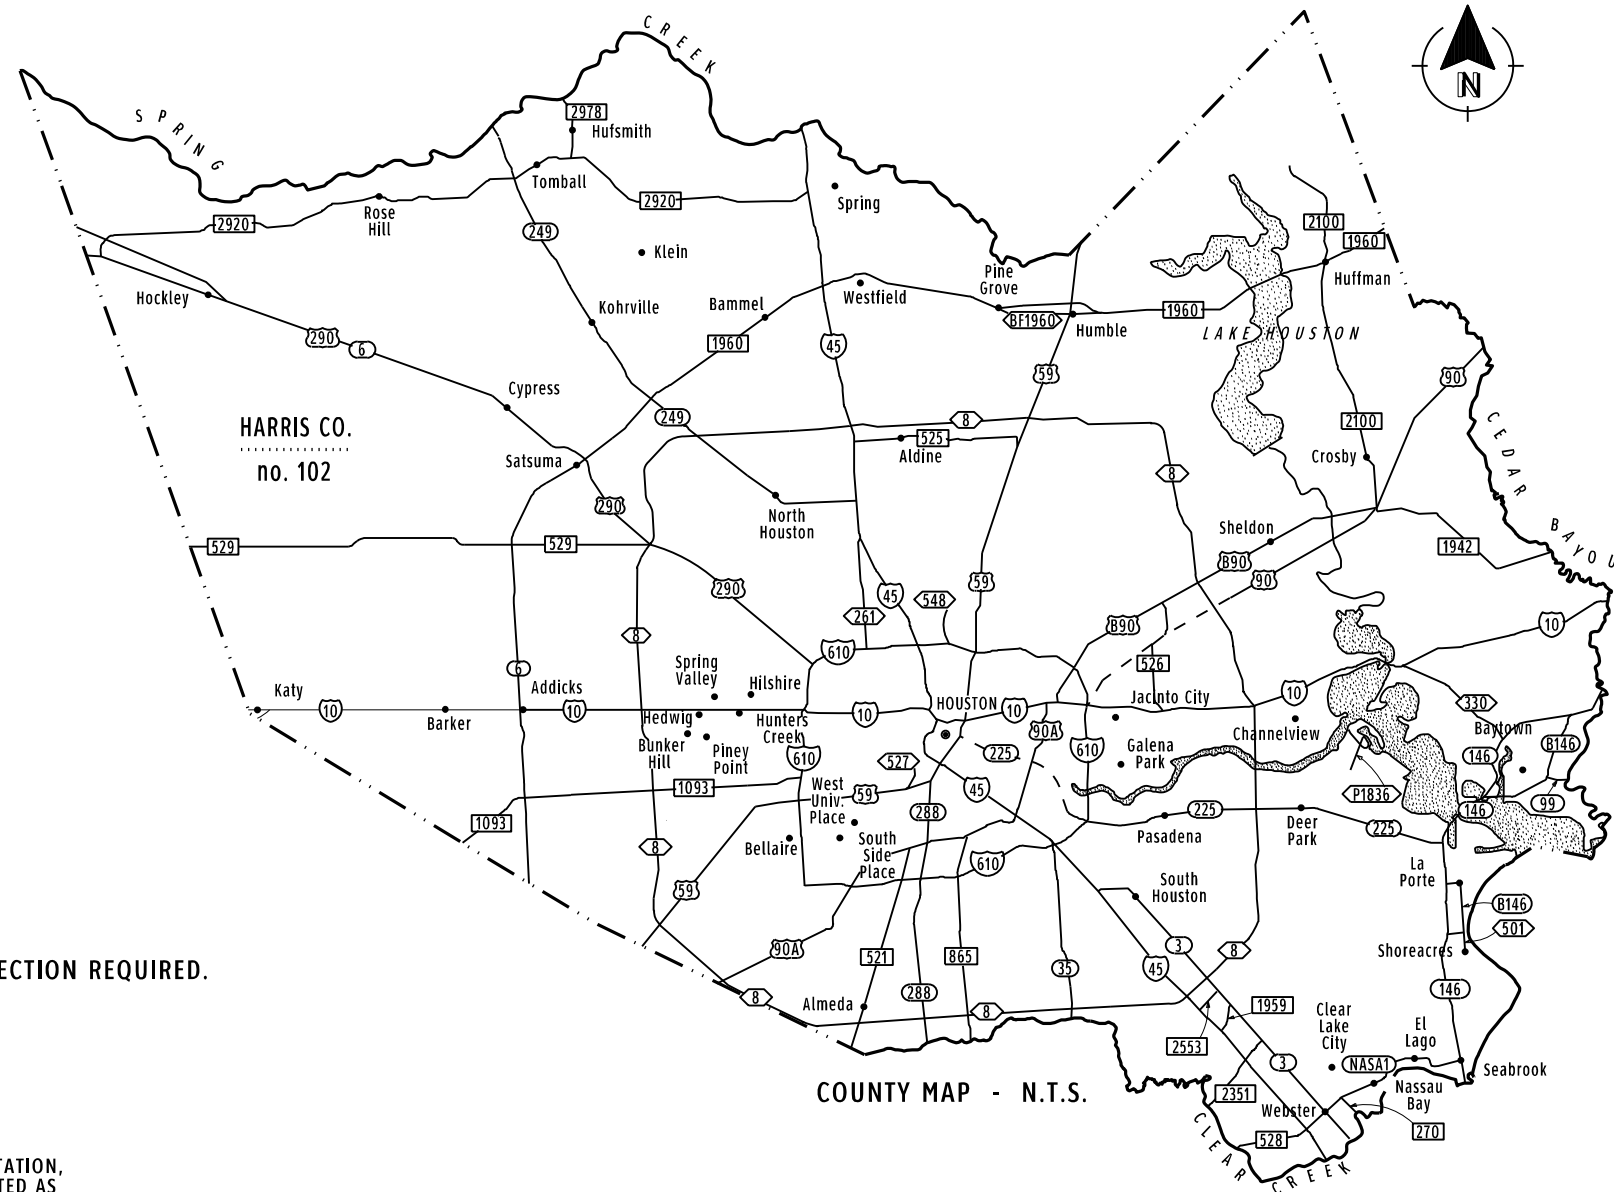 SPRING
CREEK
N
2978
Hufsmith
Tomball
2920
Spring
Rose
Hill
2920
249
Klein
2100
1960
Huffman
Hockley
Kohrville
Bammel
Westfield
Pine
Grove
BF1960
Humble
1960
LAKE HOUSTON
290
6
1960
45
59
90
Cypress
HARRIS CO.
no. 102
249
8
525
Aldine
2100
Crosby
CEDAR
BAYOU
Satsuma
290
North
Houston
8
Sheldon
529
529
1942
B90
90
290
59
45
548
261
B90
8
610
526
10
6
Spring
Valley
Hilshire
Katy
10
Barker
Addicks
10
Hedwig
Bunker
Hill
Piney
Point
Hunters
Creek
10
HOUSTON
10
90A
Jacinto City
10
Channelview
330
Baytown
610
527
225
610
Galena
Park
146
B146
1093
1093
West
Univ.
Place
59
45
288
P1836
146
99
Bellaire
South
Side
Place
225
Pasadena
Deer
Park
225
8
610
La
Porte
59
South
Houston
B146
501
Shoreacres
90A
521
865
35
3
8
45
ECTION REQUIRED.
8
Almeda
288
8
1959
2553
146
Clear
Lake
City
El
Lago
3
NASA1
Seabrook
Nassau
Bay
COUNTY MAP - N.T.S.
2351
Webster
270
528
CLEAR
CREEK
TATION,
TED AS